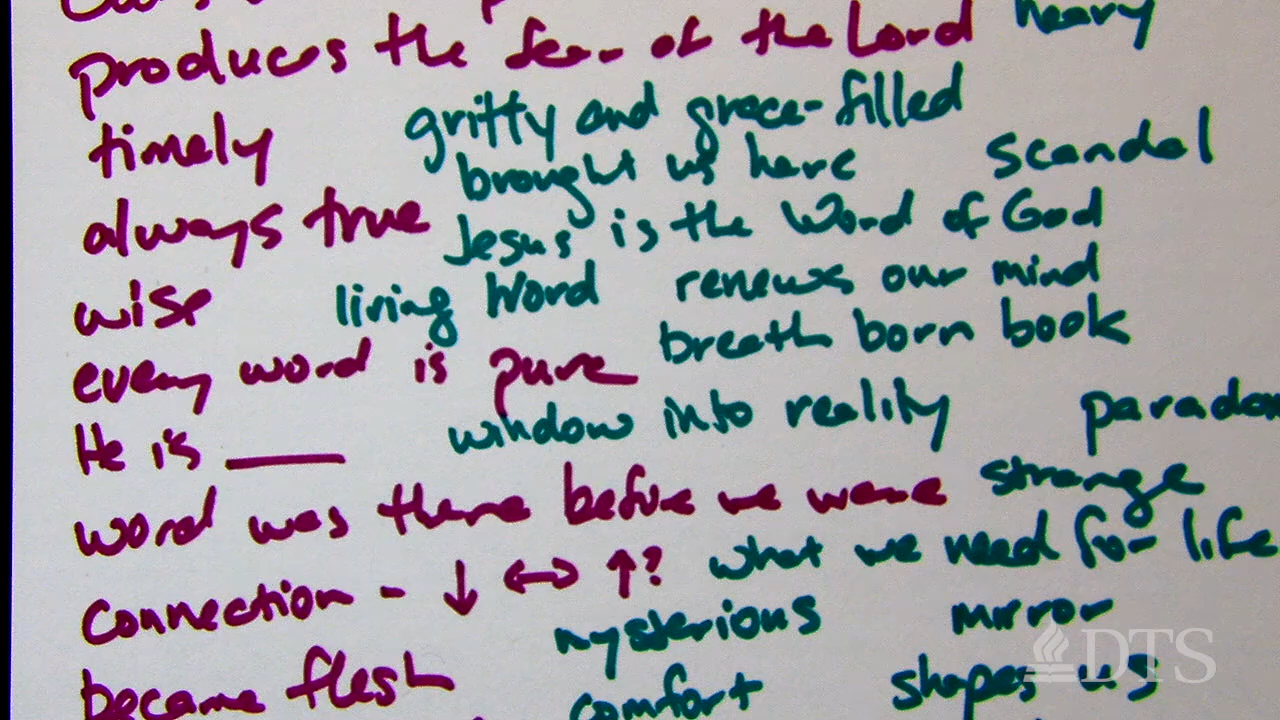 produces the fear of the Lord heavy
timely gritty and grace-filled
brought us here scandal
always true Jesus is the Word of God
wise living Word renews our mind
every word is pure breath born book
He is ____ window into reality parado
word was there before we were strange
connection - ↓ ↔ ↑? what we need for life
mysterious mirror
DTS
became flesh comfort shapes us